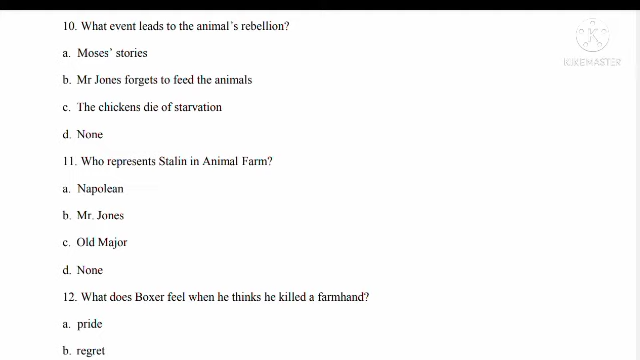 10. What event leads to the animal's rebellion?
a. Moses' stories
b. Mr Jones forgets to feed the animals
c. The chickens die of starvation
d. None
11. Who represents Stalin in Animal Farm?
a. Napolean
b. Mr. Jones
c. Old Major
d. None
12. What does Boxer feel when he thinks he killed a farmhand?
a. pride
b. regret
K
KINEMASTER